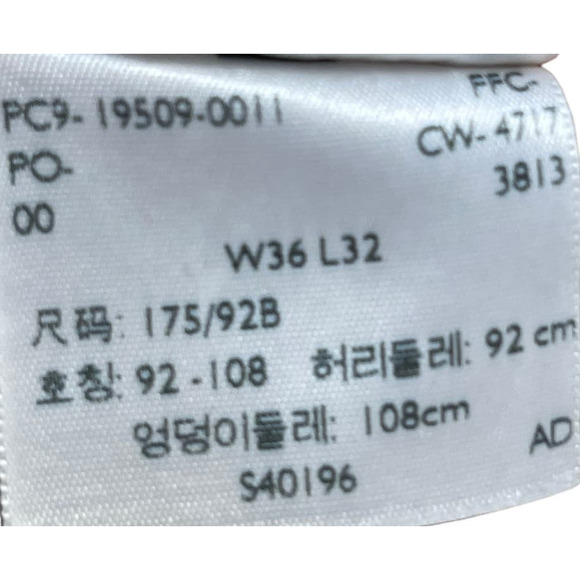 FFC-
PC9-19509-0011
CW-4717
PO-
3813
00
W36 L32
尺码: 175/92B
호칭: 92-108 허리둘레: 92 cm
엉덩이둘레: 108cm
AD
S40196